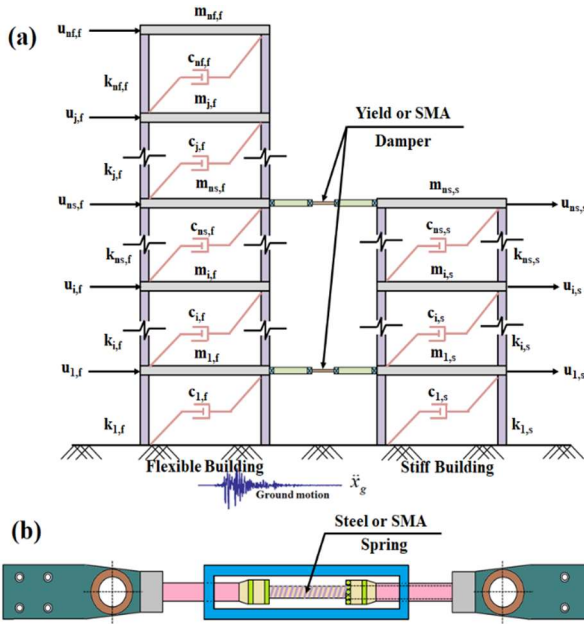 (a)
m_{nf,f}
u_{nf,f}
c_{nf,f}
k_{nf,f}
m_{j,f}
u_{j,f}
c_{j,f}
k_{j,f}
Yield or SMA
Damper
m_{ns,f}
m_{ns,s}
u_{ns,f}
c_{ns,f}
c_{ns,s}
k_{ns,f}
k_{ns,s}
m_{i,f}
m_{i,s}
u_{i,f}
u_{i,s}
c_{i,f}
c_{i,s}
k_{i,f}
k_{i,s}
m_{1,f}
m_{1,s}
u_{1,f}
u_{1,s}
c_{1,f}
c_{1,s}
k_{1,f}
k_{1,s}
Flexible Building
Stiff Building
Ground motion
ẍ_g
(b)
Steel or SMA
Spring